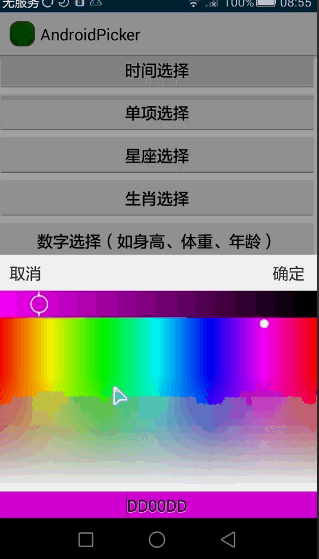 无服务 100% 08:55
AndroidPicker
时间选择
单项选择
星座选择
生肖选择
数字选择（如身高、体重、年龄）
取消 确定
DD00DD